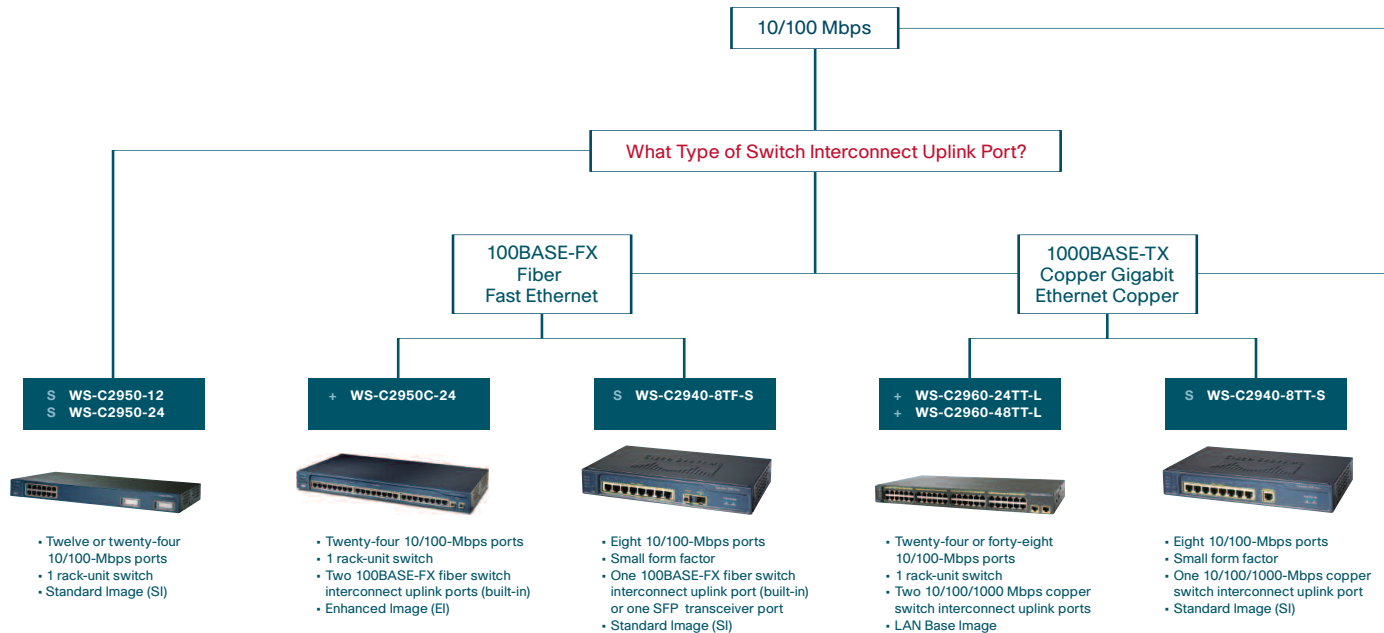 10/100 Mbps
What Type of Switch Interconnect Uplink Port?
100BASE-FX
Fiber
Fast Ethernet
1000BASE-TX
Copper Gigabit
Ethernet Copper
S WS-C2950-12
S WS-C2950-24
+ WS-C2950C-24
S WS-C2940-8TF-S
+ WS-C2960-24TT-L
+ WS-C2960-48TT-L
S WS-C2940-8TT-S
▪ Twelve or twenty-four
10/100-Mbps ports
▪ 1 rack-unit switch
▪ Standard Image (SI)
▪ Twenty-four 10/100-Mbps ports
▪ 1 rack-unit switch
▪ Two 100BASE-FX fiber switch
interconnect uplink ports (built-in)
▪ Enhanced Image (EI)
▪ Eight 10/100-Mbps ports
▪ Small form factor
▪ One 100BASE-FX fiber switch
interconnect uplink port (built-in)
or one SFP transceiver port
▪ Standard Image (SI)
▪ Twenty-four or forty-eight
10/100-Mbps ports
▪ 1 rack-unit switch
▪ Two 10/100/1000 Mbps copper
switch interconnect uplink ports
▪ LAN Base Image
▪ Eight 10/100-Mbps ports
▪ Small form factor
▪ One 10/100/1000-Mbps copper
switch interconnect uplink port
▪ Standard Image (SI)